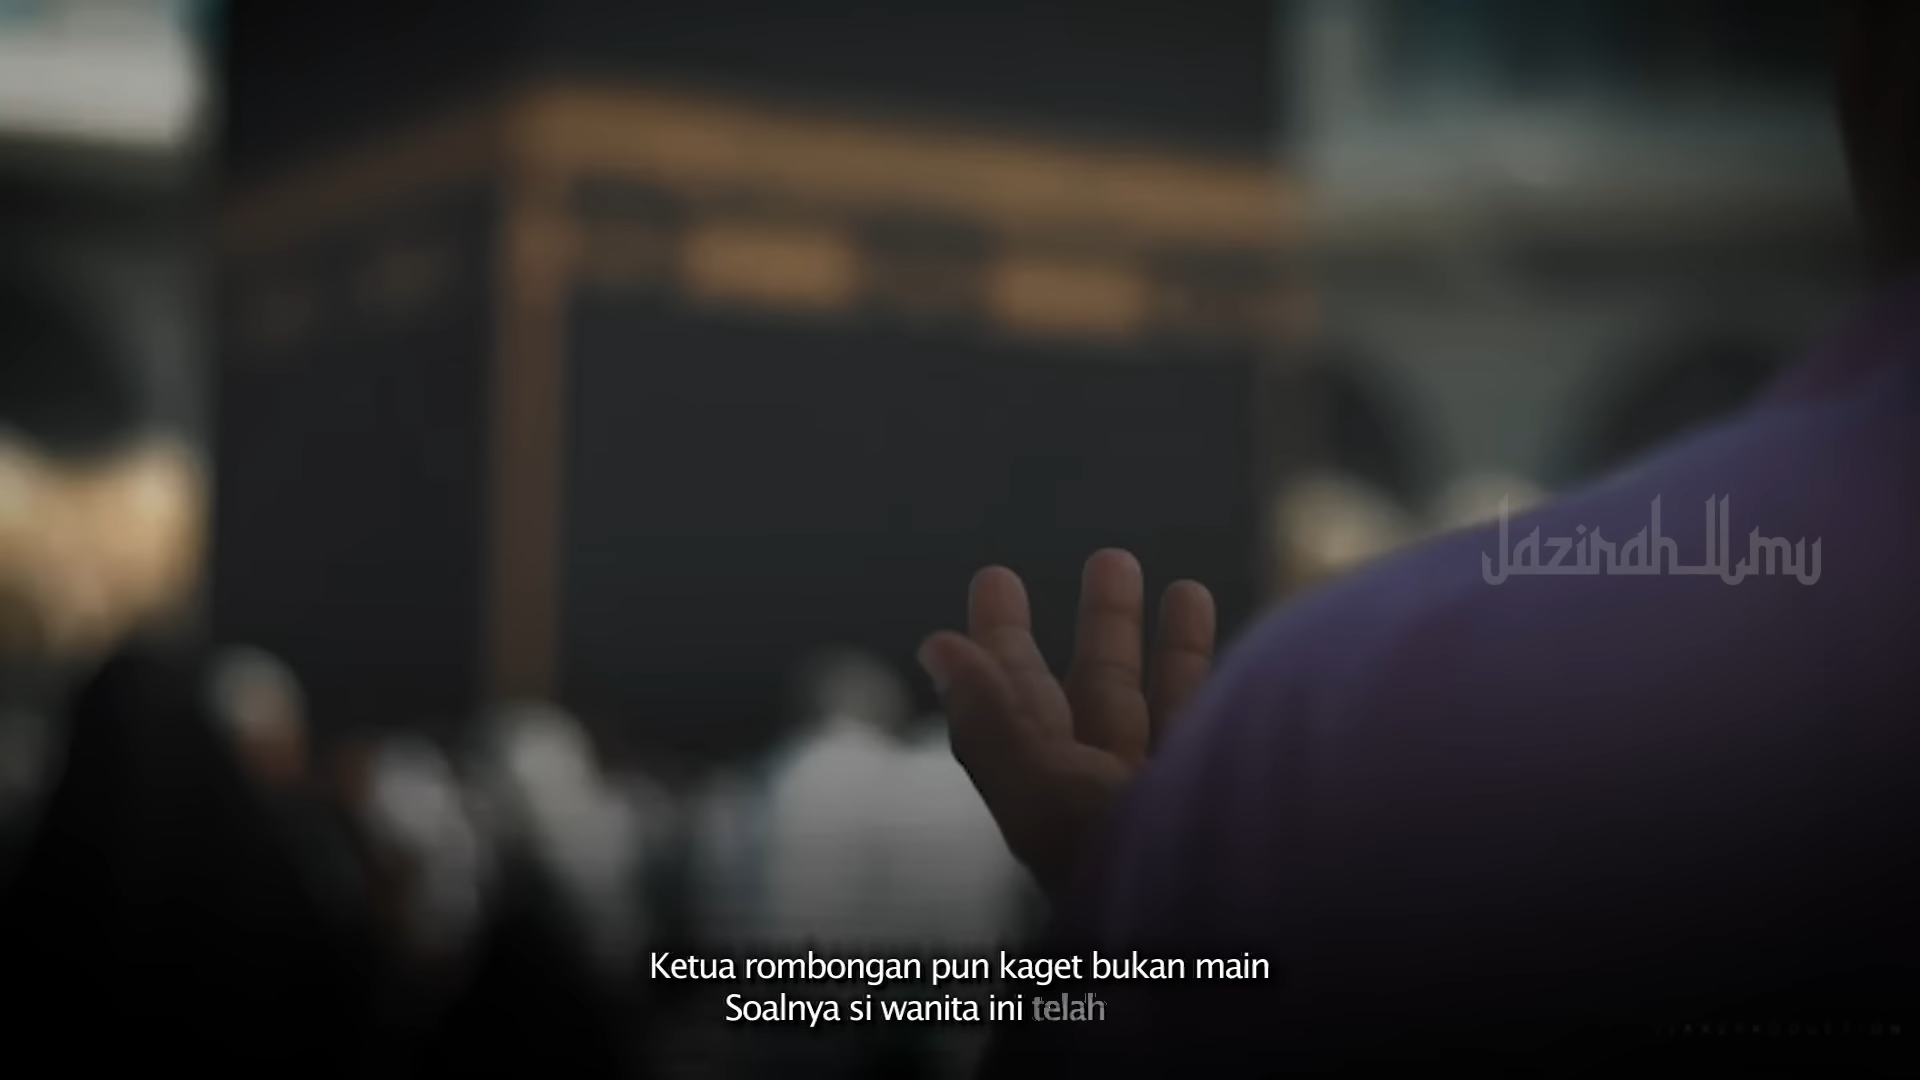 Jazirah_Ilmu
Ketua rombongan pun kaget bukan main
Soalnya si wanita ini telah